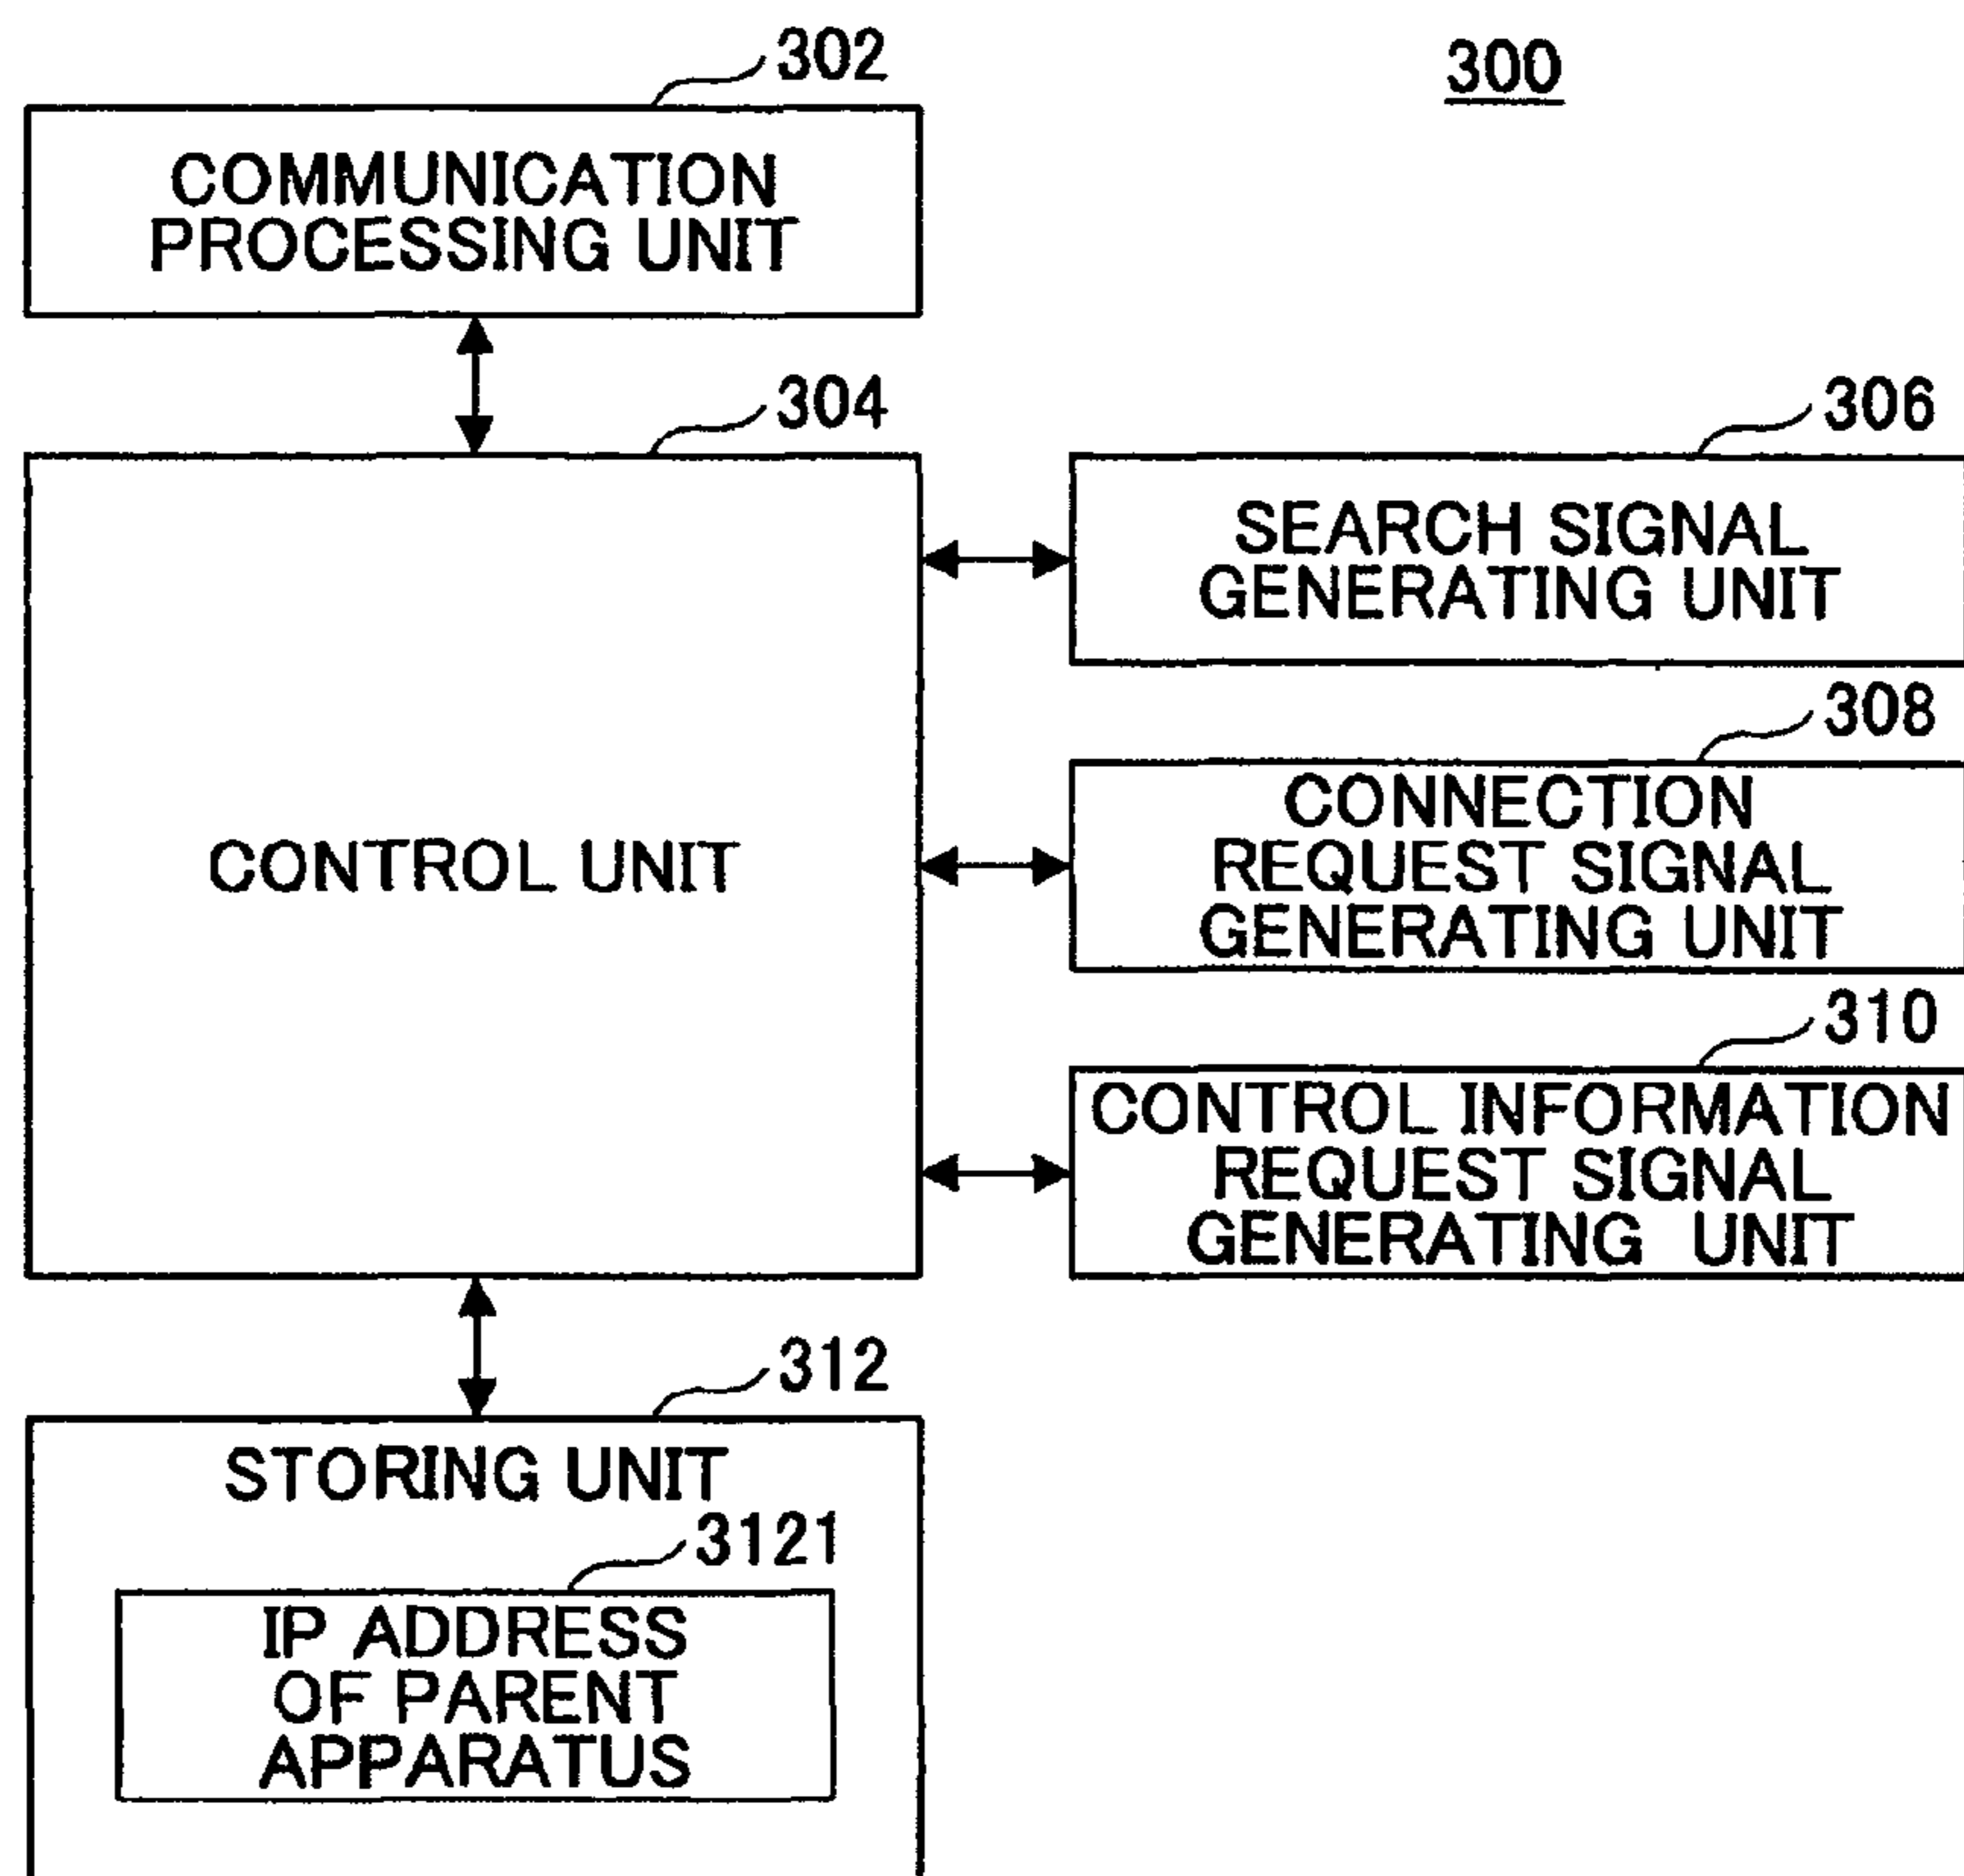 302
300
COMMUNICATION
PROCESSING UNIT
304
306
SEARCH SIGNAL
GENERATING UNIT
308
CONNECTION
REQUEST SIGNAL
GENERATING UNIT
CONTROL UNIT
310
CONTROL INFORMATION
REQUEST SIGNAL
GENERATING UNIT
312
STORING UNIT
3121
IP ADDRESS
OF PARENT
APPARATUS